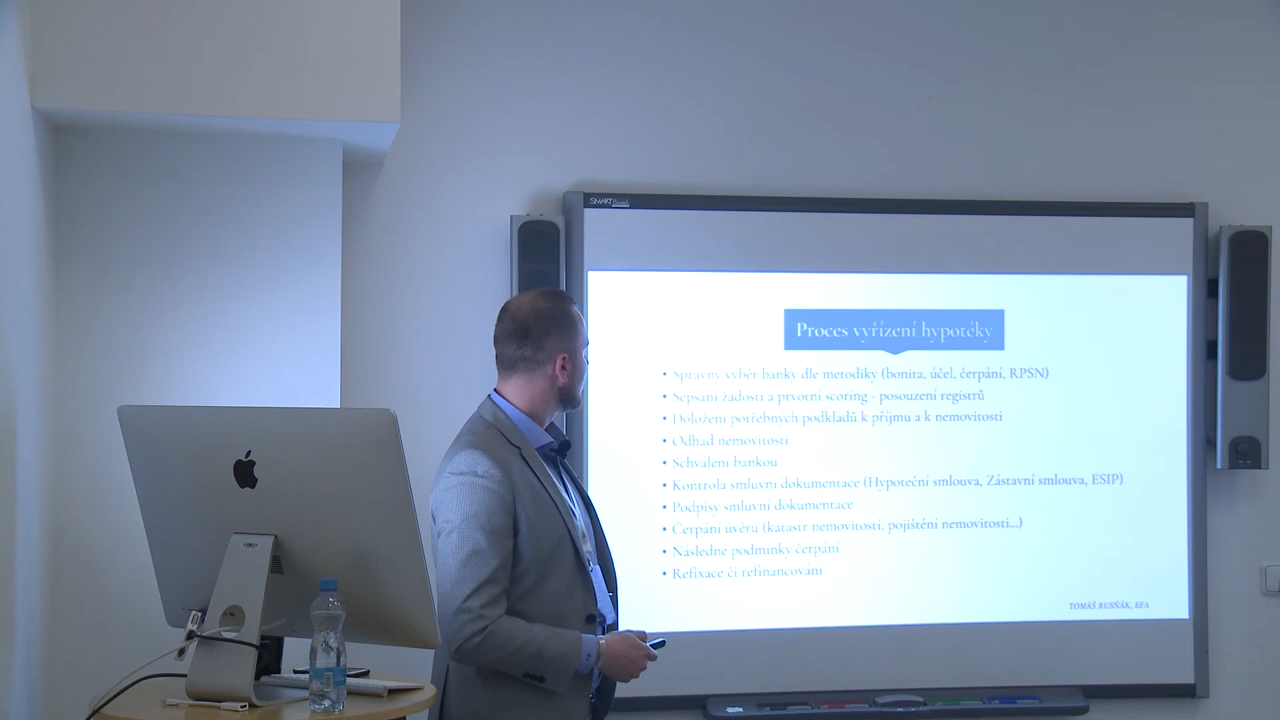 SMART Board
Proces vyřízení hypotéky
• Správný výběr banky dle metodiky (bonita, účel, čerpání, RPSN)
• Sepsání žádosti a prvotní scoring - posouzení registrů
• Doložení potřebných podkladů k příjmu a k nemovitosti
• Odhad nemovitosti
• Schválení bankou
• Kontrola smluvní dokumentace (Hypoteční smlouva, Zástavní smlouva, ESIP)
• Podpisy smluvní dokumentace
• Čerpání úvěru (katastr nemovitostí, pojištění nemovitosti...)
• Následné podmínky čerpání
• Refixace či refinancování
TOMÁŠ RUSŇÁK, EFA